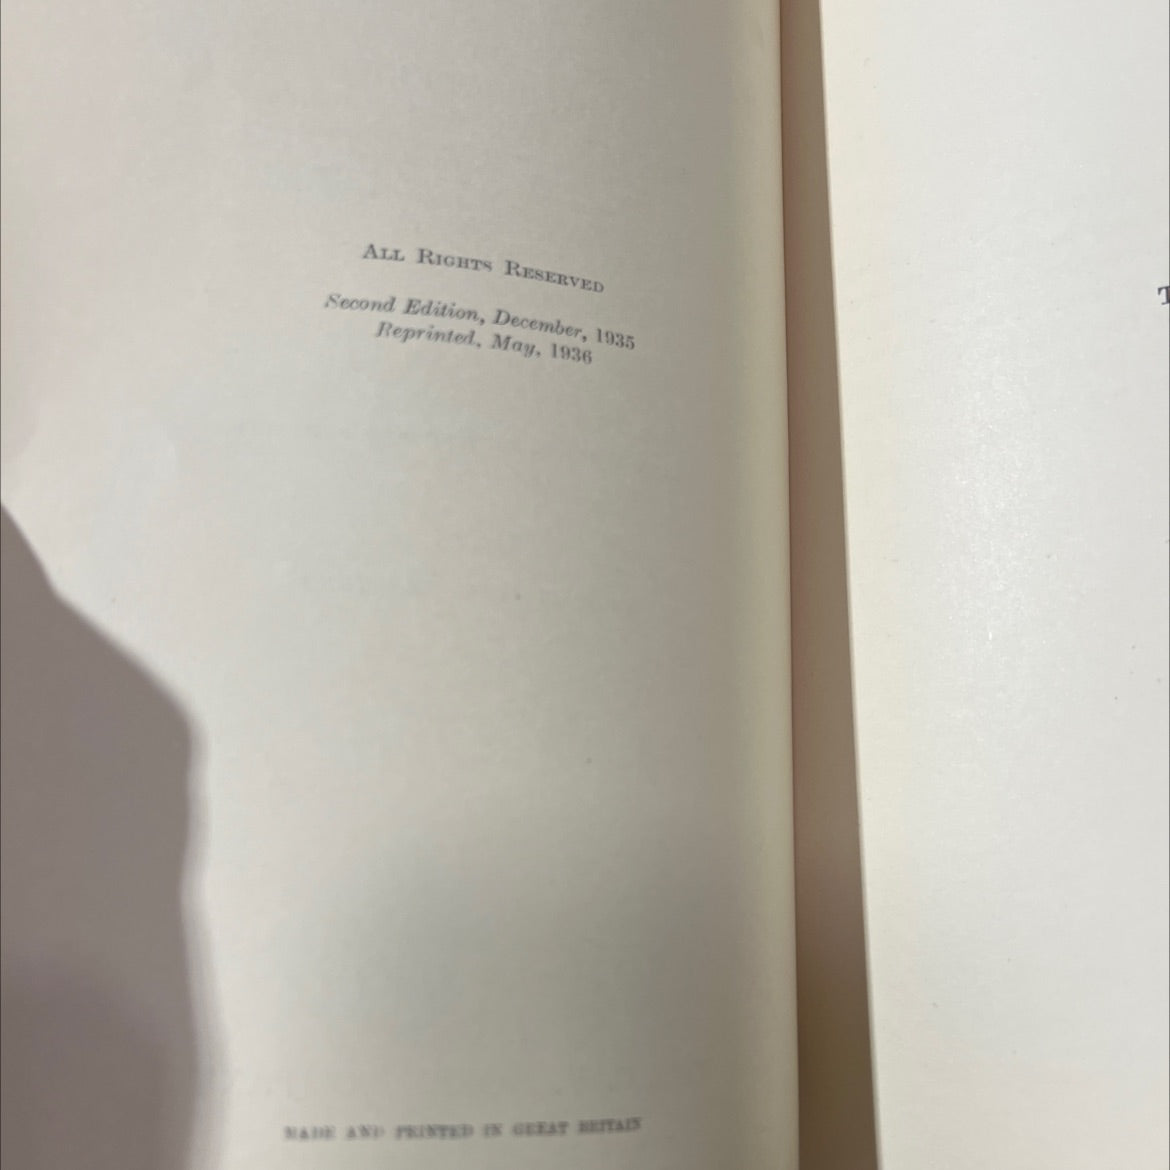 All Rights Reserved
Second Edition, December, 1935
Reprinted, May, 1936
MADE AND PRINTED IN GREAT BRITAIN